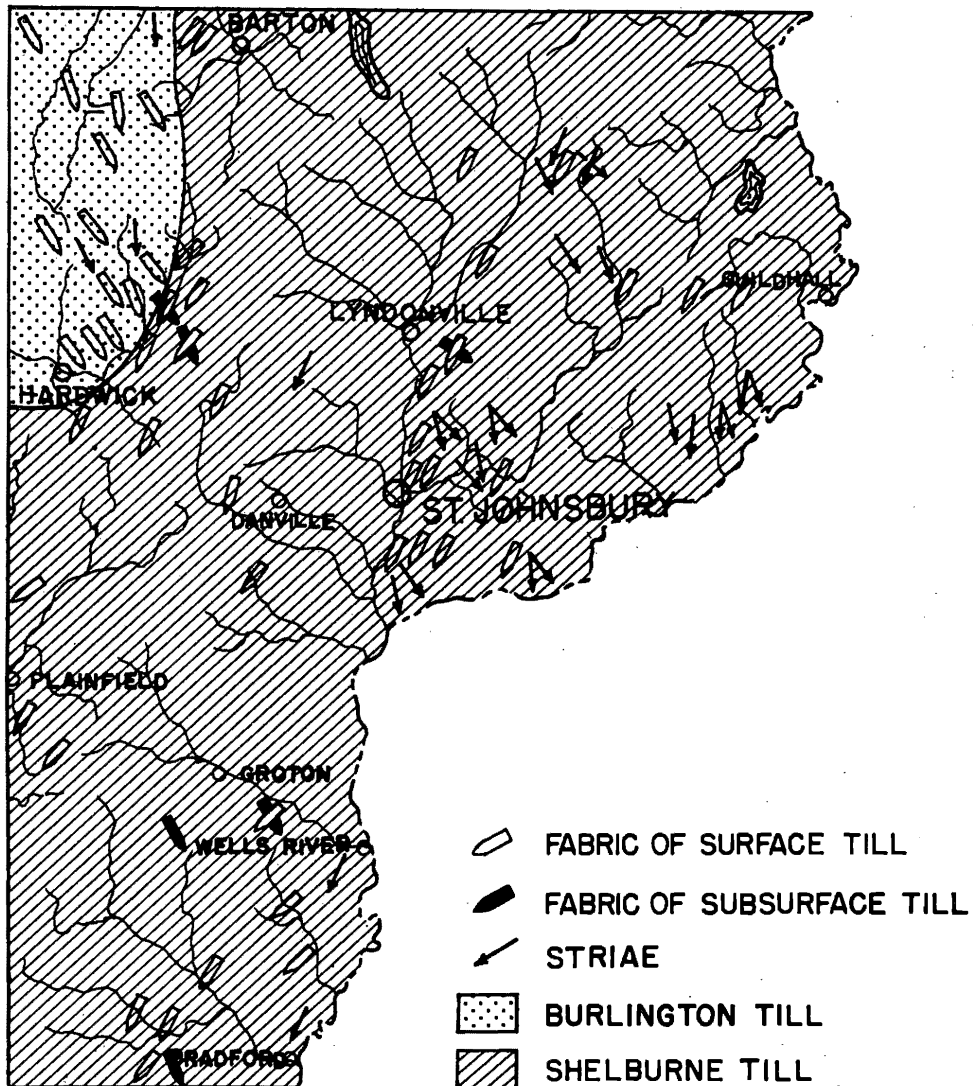 BARTON
GUILDHALL
LYNDONVILLE
HARDWICK
ST. JOHNSBURY
DANVILLE
PLAINFIELD
GROTON
WELLS RIVER
BRADFORD
FABRIC OF SURFACE TILL
FABRIC OF SUBSURFACE TILL
STRIAE
BURLINGTON TILL
SHELBURNE TILL